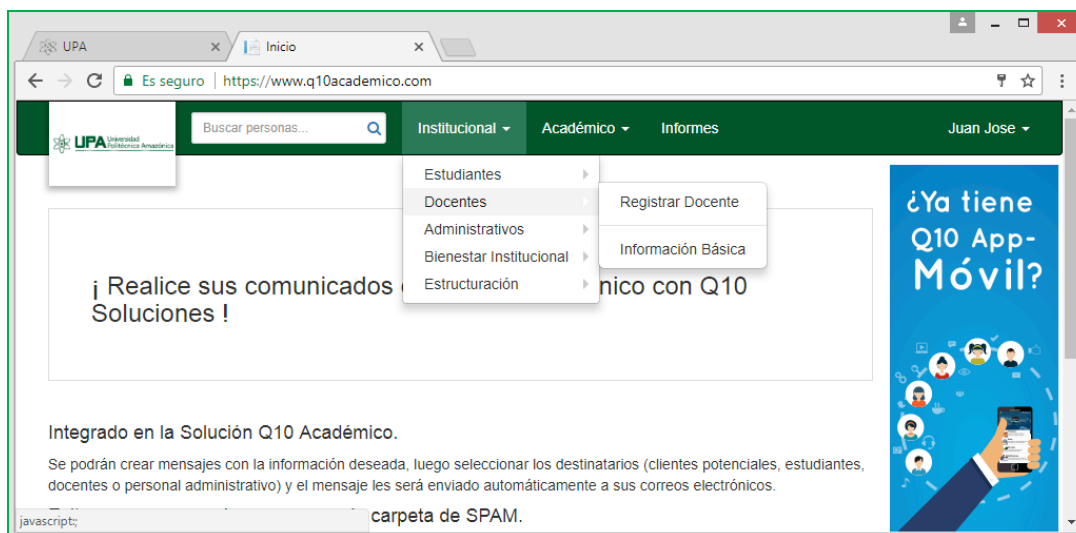 UPA
Inicio
Es seguro
https://www.q10academico.com
UPA Universidad
Politécnica Amazónica
Buscar personas...
Institucional
Académico
Informes
Juan Jose
Estudiantes
Docentes
Administrativos
Bienestar Institucional
Estructuración
Registrar Docente
Información Básica
¡ Realice sus comunicados
nico con Q10
Soluciones !
¿Ya tiene
Q10 App-
Móvil?
Integrado en la Solución Q10 Académico.
Se podrán crear mensajes con la información deseada, luego seleccionar los destinatarios (clientes potenciales, estudiantes,
docentes o personal administrativo) y el mensaje les será enviado automáticamente a sus correos electrónicos.
carpeta de SPAM.
javascript:;